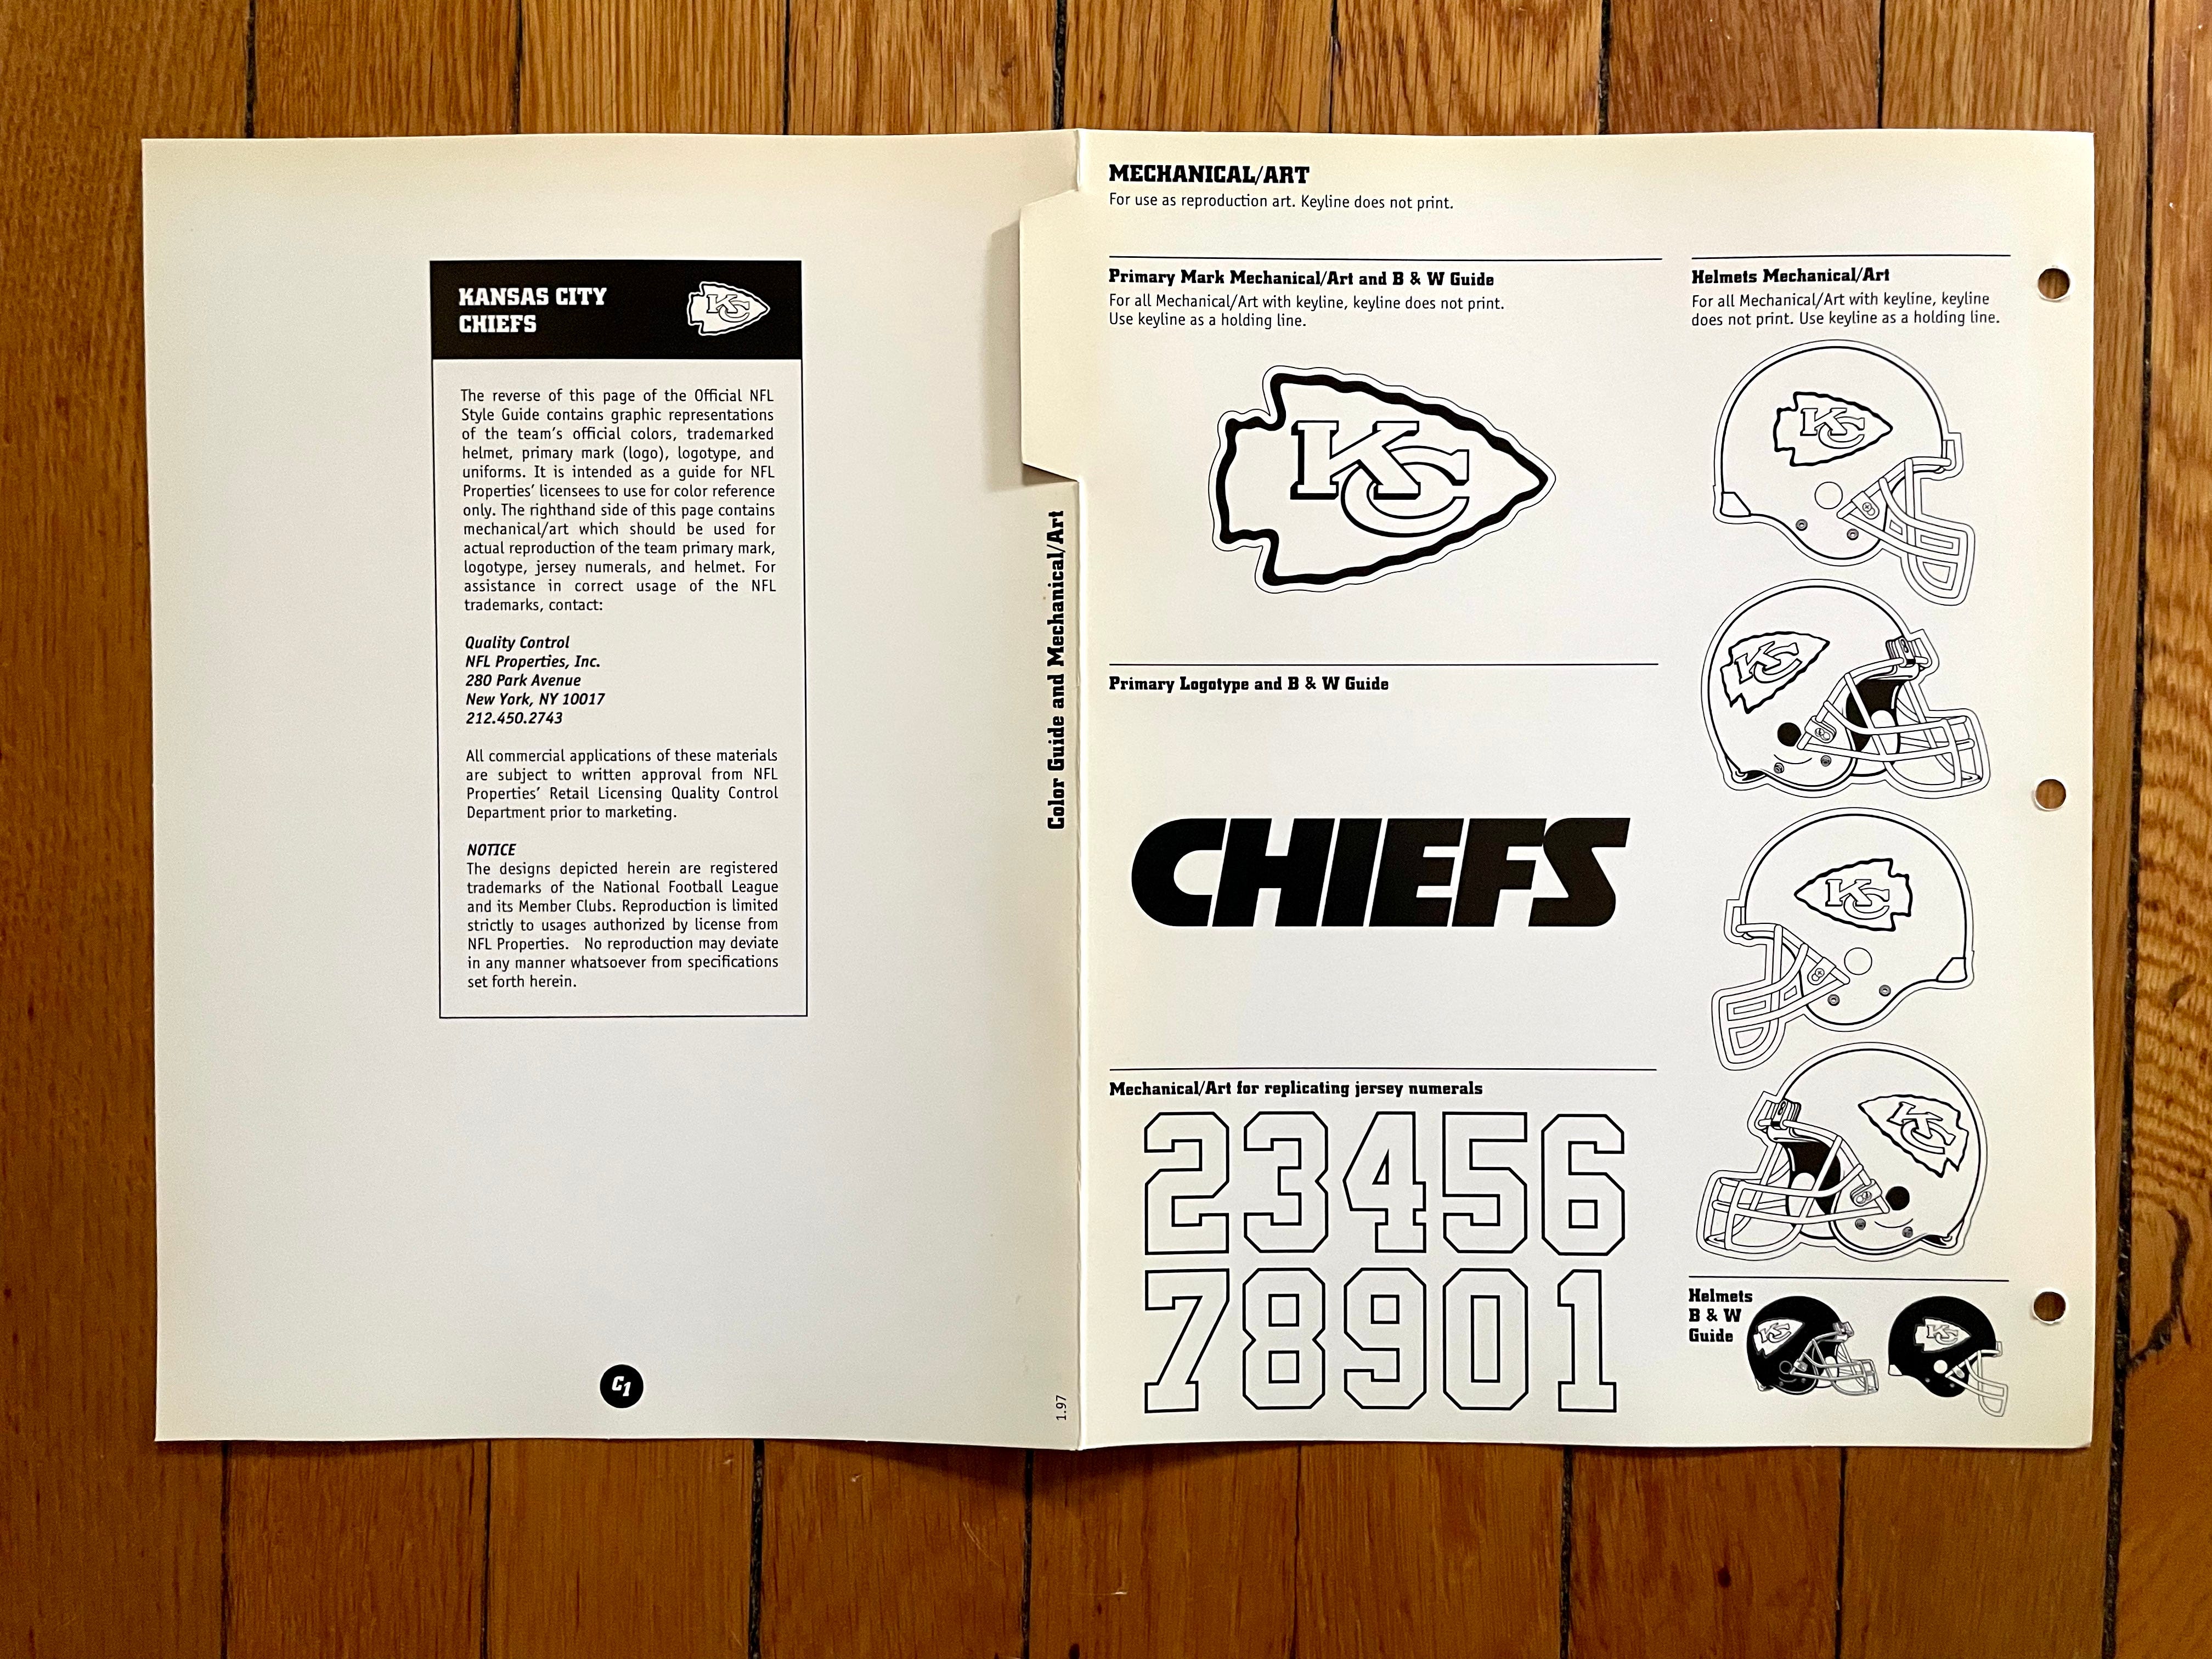 KANSAS CITY
CHIEFS
KC
The reverse of this page of the Official NFL
Style Guide contains graphic representations
of the team's official colors, trademarked
helmet, primary mark (logo), logotype, and
uniforms. It is intended as a guide for NFL
Properties' licensees to use for color reference
only. The righthand side of this page contains
mechanical/art which should be used for
actual reproduction of the team primary mark,
logotype, jersey numerals, and helmet. For
assistance in correct usage of the NFL
trademarks, contact:
Quality Control
NFL Properties, Inc.
280 Park Avenue
New York, NY 10017
212.450.2743
All commercial applications of these materials
are subject to written approval from NFL
Properties' Retail Licensing Quality Control
Department prior to marketing.
NOTICE
The designs depicted herein are registered
trademarks of the National Football League
and its Member Clubs. Reproduction is limited
strictly to usages authorized by license from
NFL Properties. No reproduction may deviate
in any manner whatsoever from specifications
set forth herein.
C1
Color Guide and Mechanical/Art
1.97
MECHANICAL/ART
For use as reproduction art. Keyline does not print.
Primary Mark Mechanical/Art and B & W Guide
For all Mechanical/Art with keyline, keyline does not print.
Use keyline as a holding line.
KC
Primary Logotype and B & W Guide
CHIEFS
Mechanical/Art for replicating jersey numerals
23456
78901
Helmets Mechanical/Art
For all Mechanical/Art with keyline, keyline
does not print. Use keyline as a holding line.
KC
KC
KC
KC
Helmets
B & W
Guide
KC
KC